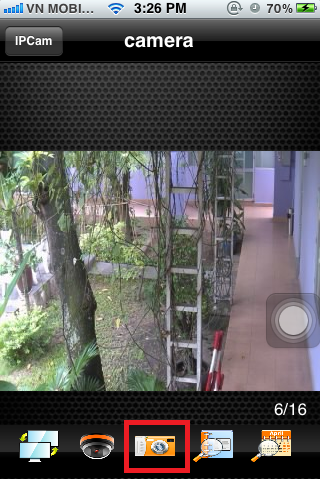 VN MOBI... 3:26 PM 70%
IPCam camera
6/16